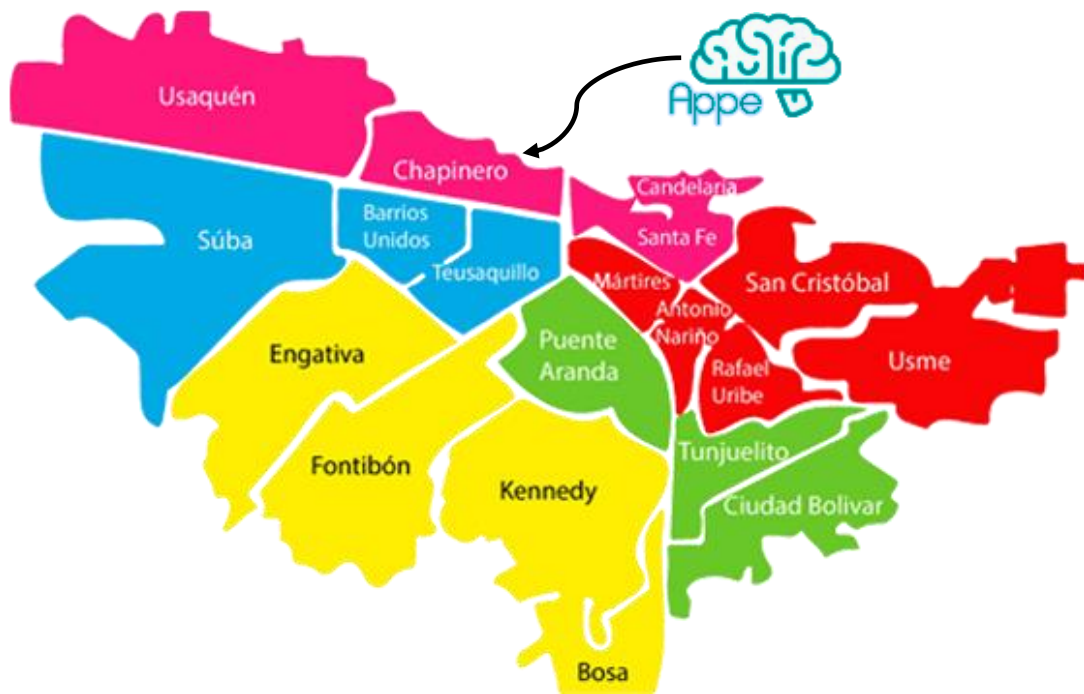 Usaquén
Appe
Chapinero
Candelaria
Santa Fe
Súba
Barrios
Unidos
Teusaquillo
Mártires
San Cristóbal
Antonio
Nariño
Engativa
Puente
Aranda
Rafael
Uribe
Usme
Fontibón
Kennedy
Tunjuelito
Ciudad Bolivar
Bosa